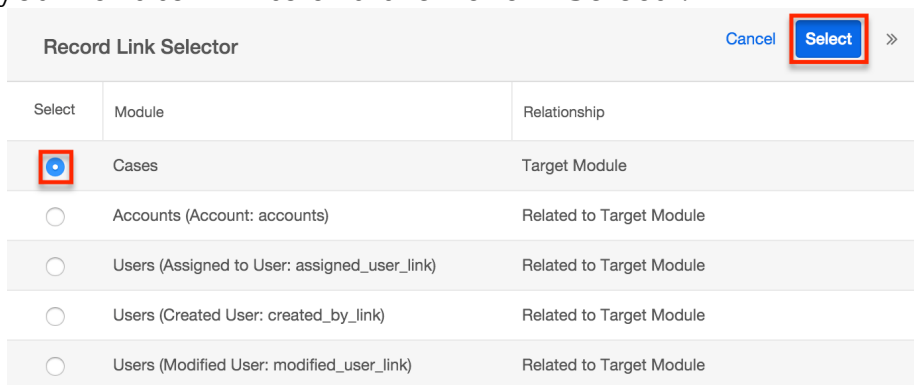 Record Link Selector
Cancel Select »
Select Module Relationship
Cases Target Module
Accounts (Account: accounts) Related to Target Module
Users (Assigned to User: assigned_user_link) Related to Target Module
Users (Created User: created_by_link) Related to Target Module
Users (Modified User: modified_user_link) Related to Target Module